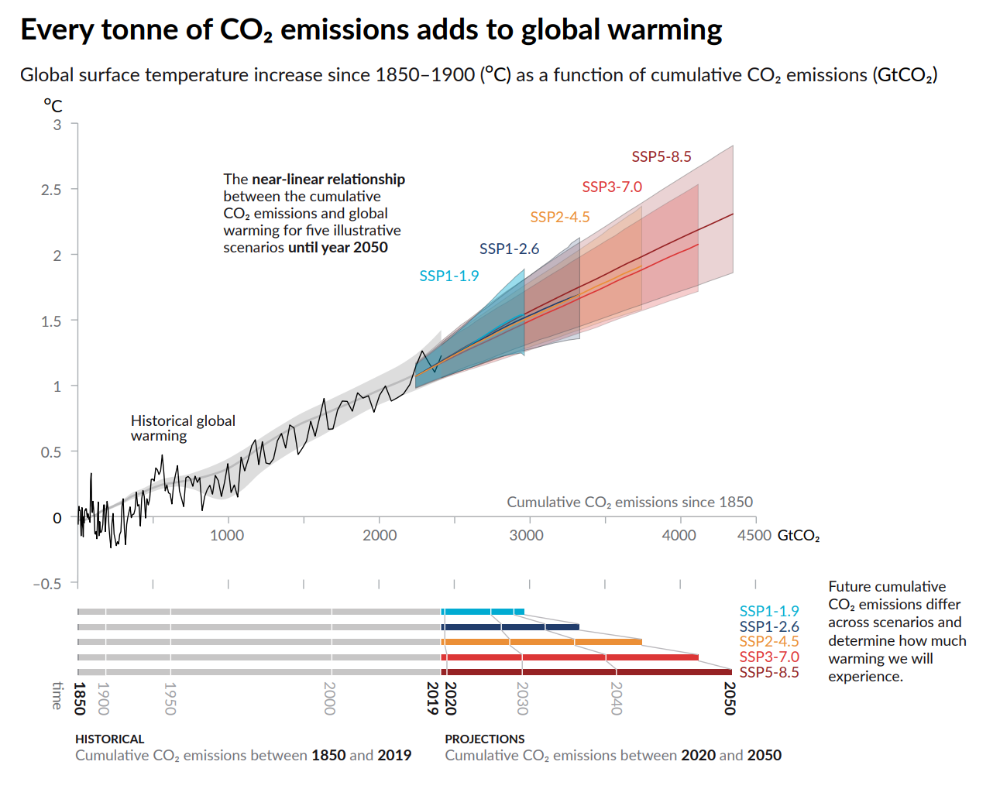 Every tonne of CO₂ emissions adds to global warming
Global surface temperature increase since 1850–1900 (°C) as a function of cumulative CO₂ emissions (GtCO₂)
°C
3
2.5
2
1.5
1
0.5
0
−0.5
The near-linear relationship
between the cumulative
CO₂ emissions and global
warming for five illustrative
scenarios until year 2050
SSP5-8.5
SSP3-7.0
SSP2-4.5
SSP1-2.6
SSP1-1.9
Historical global
warming
Cumulative CO₂ emissions since 1850
1000 2000 3000 4000 4500 GtCO₂
SSP1-1.9
SSP1-2.6
SSP2-4.5
SSP3-7.0
SSP5-8.5
Future cumulative
CO₂ emissions differ
across scenarios and
determine how much
warming we will
experience.
time 1850 1900 1950 2000 2019 2020 2030 2040 2050
HISTORICAL
Cumulative CO₂ emissions between 1850 and 2019
PROJECTIONS
Cumulative CO₂ emissions between 2020 and 2050